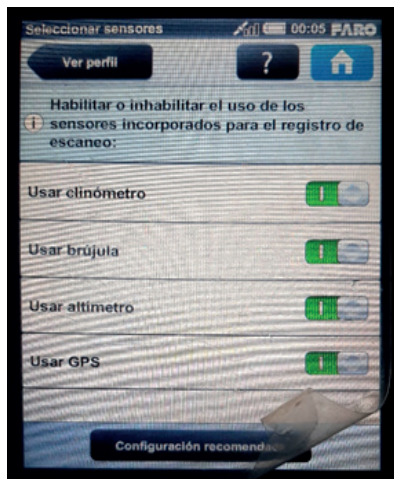 Seleccionar sensores 00:05 FARO
Ver perfil ?
Habilitar o inhabilitar el uso de los
sensores incorporados para el registro de
escaneo:
Usar clinómetro
Usar brújula
Usar altímetro
Usar GPS
Configuración